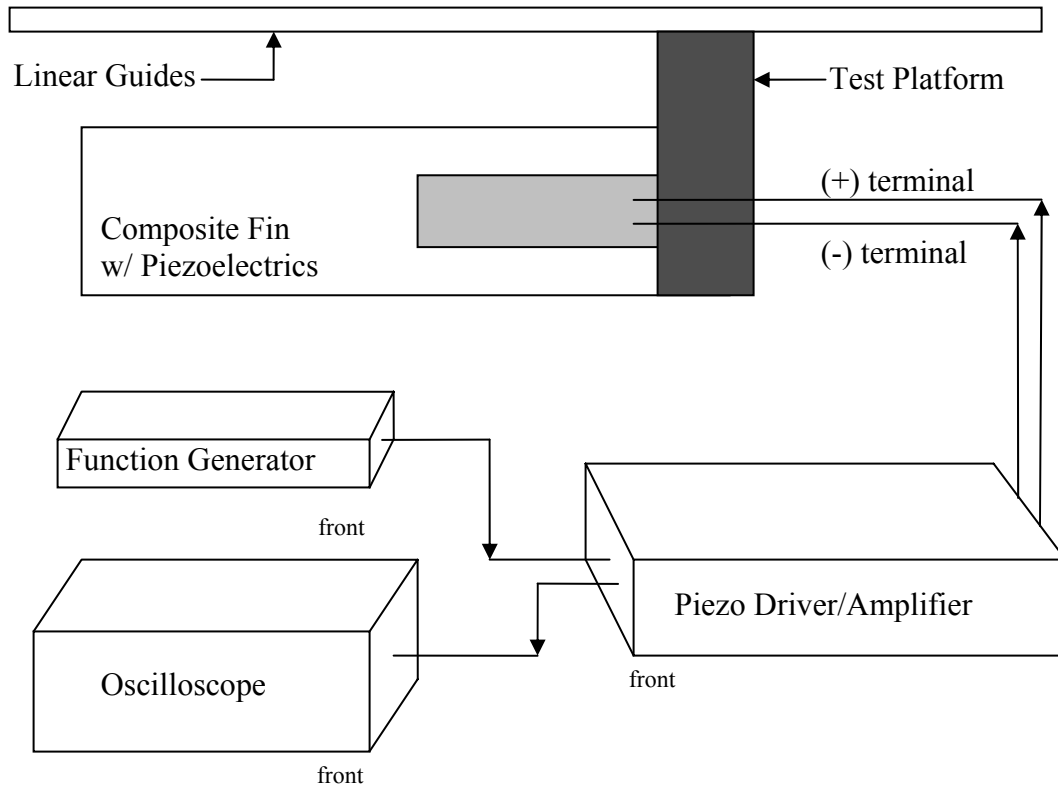 Linear Guides
Test Platform
(+) terminal
Composite Fin
w/ Piezoelectrics
(-) terminal
Function Generator
front
Piezo Driver/Amplifier
Oscilloscope
front
front